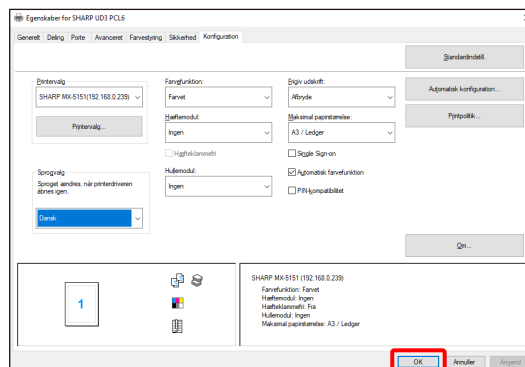 Egenskaber for SHARP UD3 PCL6
Generelt Deling Porte Avanceret Farvestyring Sikkerhed Konfiguration
Standardindstill.
Printervalg
SHARP MX-5151(192.168.0.239)
Printervalg...
Farvefunktion:
Farvet
Hæftemodul:
Ingen
Hæfteklammefri
Hullemodul:
Ingen
Frigiv udskrift:
Afbryde
Maksimal papirstørrelse:
A3 / Ledger
Single Sign-on
Automatisk farvefunktion
PIN-kompatibilitet
Automatisk konfiguration...
Printpolitik...
Sprogvalg
Sproget ændres, når printerdriveren
åbnes igen.
Dansk
Om...
1
SHARP MX-5151 (192.168.0.239)
Farvefunktion: Farvet
Hæftemodul: Ingen
Hæfteklammefri: Fra
Hullemodul: Ingen
Maksimal papirstørrelse: A3 / Ledger
OK Annuller Anvend